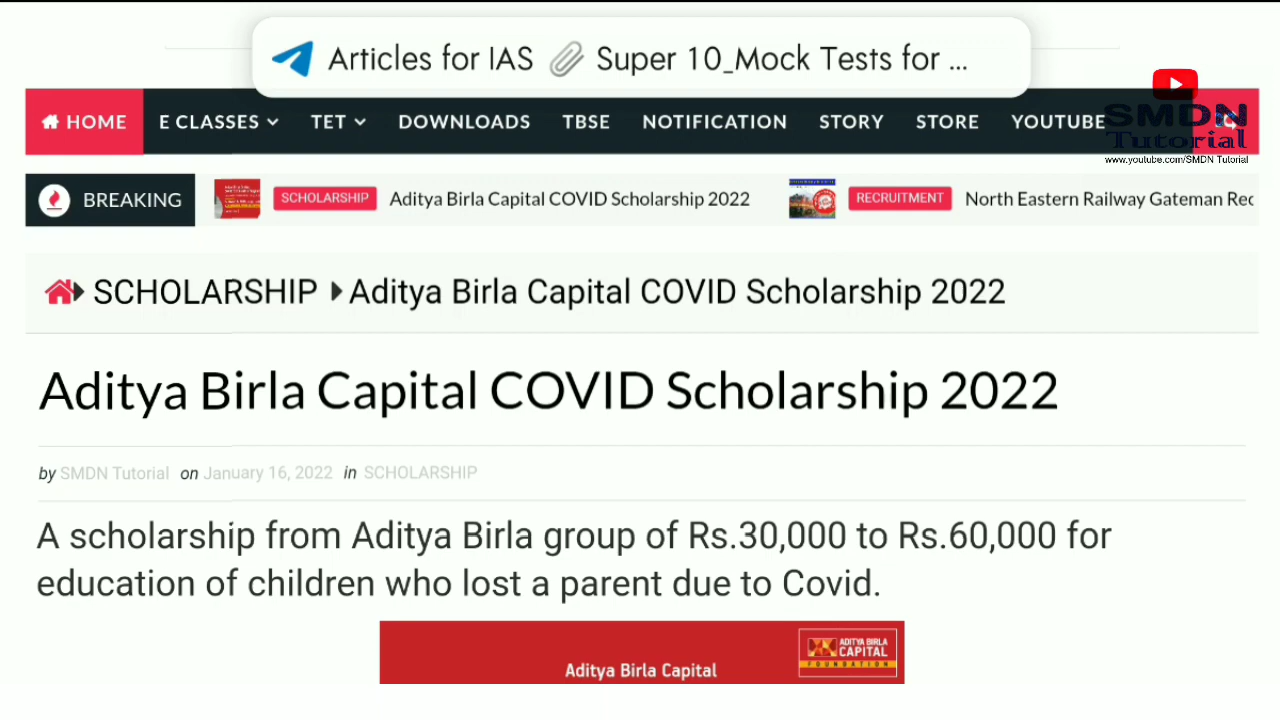 Articles for IAS Super 10_Mock Tests for ...
HOME E CLASSES TET DOWNLOADS TBSE NOTIFICATION STORY STORE YOUTUBE
SMDN
Tutorial
www.youtube.com/SMDN Tutorial
BREAKING SCHOLARSHIP Aditya Birla Capital COVID Scholarship 2022 RECRUITMENT North Eastern Railway Gateman Rec
SCHOLARSHIP Aditya Birla Capital COVID Scholarship 2022
Aditya Birla Capital COVID Scholarship 2022
by SMDN Tutorial on January 16, 2022 in SCHOLARSHIP
A scholarship from Aditya Birla group of Rs.30,000 to Rs.60,000 for
education of children who lost a parent due to Covid.
ADITYA BIRLA
CAPITAL
FOUNDATION
Aditya Birla Capital